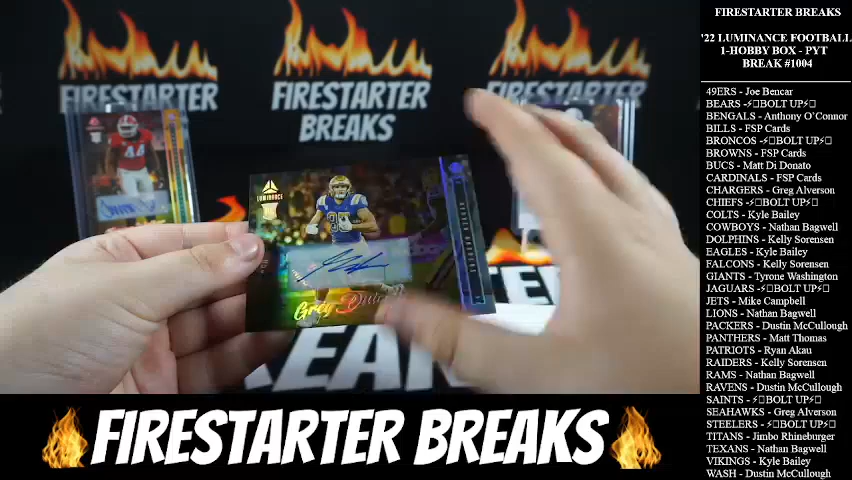 FIRESTARTER
FIRESTARTER
BREAKS
FIRESTARTER
44
LUMINANCE
Greg Dulcich
FIRESTARTER BREAKS
FIRESTARTER BREAKS
'22 LUMINANCE FOOTBALL
1-HOBBY BOX - PYT
BREAK #1004
49ERS - Joe Bencar
BEARS -⚡▯BOLT UP⚡▯
BENGALS - Anthony O'Connor
BILLS - FSP Cards
BRONCOS -⚡▯BOLT UP⚡▯
BROWNS - FSP Cards
BUCS - Matt Di Donato
CARDINALS - FSP Cards
CHARGERS - Greg Alverson
CHIEFS -⚡▯BOLT UP⚡▯
COLTS - Kyle Bailey
COWBOYS - Nathan Bagwell
DOLPHINS - Kelly Sorensen
EAGLES - Kyle Bailey
FALCONS - Kelly Sorensen
GIANTS - Tyrone Washington
JAGUARS -⚡▯BOLT UP⚡▯
JETS - Mike Campbell
LIONS - Nathan Bagwell
PACKERS - Dustin McCullough
PANTHERS - Matt Thomas
PATRIOTS - Ryan Akau
RAIDERS - Kelly Sorensen
RAMS - Nathan Bagwell
RAVENS - Dustin McCullough
SAINTS -⚡▯BOLT UP⚡▯
SEAHAWKS - Greg Alverson
STEELERS -⚡▯BOLT UP⚡▯
TITANS - Jimbo Rhineburger
TEXANS - Nathan Bagwell
VIKINGS - Kyle Bailey
WASH - Dustin McCullough